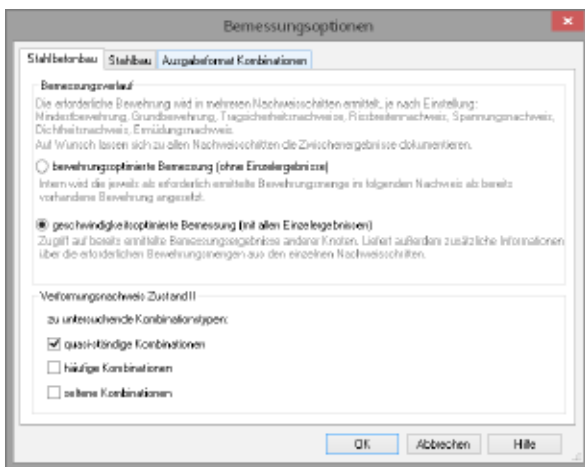 Bemessungsoptionen
Stahlbetonbau Stahlbau Ausgabeformat Kombinationen
Bemessungsverlauf
Die erforderliche Bewehrung wird in mehreren Nachweisschritten ermittelt, je nach Einstellung:
Mindestbewehrung, Grundbewehrung, Tragsicherheitsnachweise, Rissbreitennachweis, Spannungsnachweis,
Dichtheitsnachweis, Ermüdungsnachweis.
Auf Wunsch lassen sich zu allen Nachweisschritten die Zwischenergebnisse dokumentieren.
bewehrungsoptimierte Bemessung (ohne Einzelergebnisse)
Intern wird die jeweils als erforderlich ermittelte Bewehrungsmenge im folgenden Nachweis als bereits
vorhandene Bewehrung angesetzt.
geschwindigkeitsoptimierte Bemessung (mit allen Einzelergebnissen)
Zugriff auf bereits ermittelte Bemessungsergebnisse anderer Knoten. Liefert außerdem zusätzliche Informationen
über die erforderlichen Bewehrungsmengen aus den einzelnen Nachweisschritten.
Verformungsnachweis Zustand II
zu untersuchende Kombinationstypen:
quasi-ständige Kombinationen
häufige Kombinationen
seltene Kombinationen
OK Abbrechen Hilfe